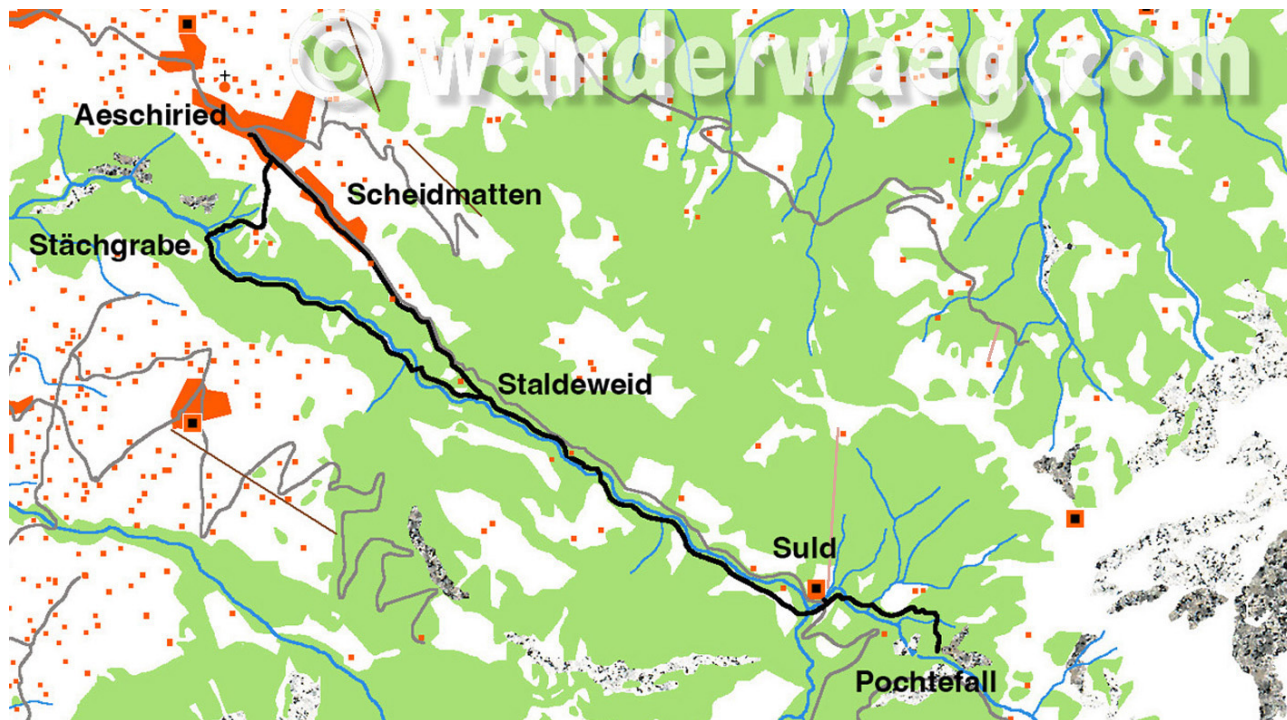 © wanderwaeg.com
Aeschiried
Scheidmatten
Stächgrabe
Staldeweid
Suld
Pochtefall